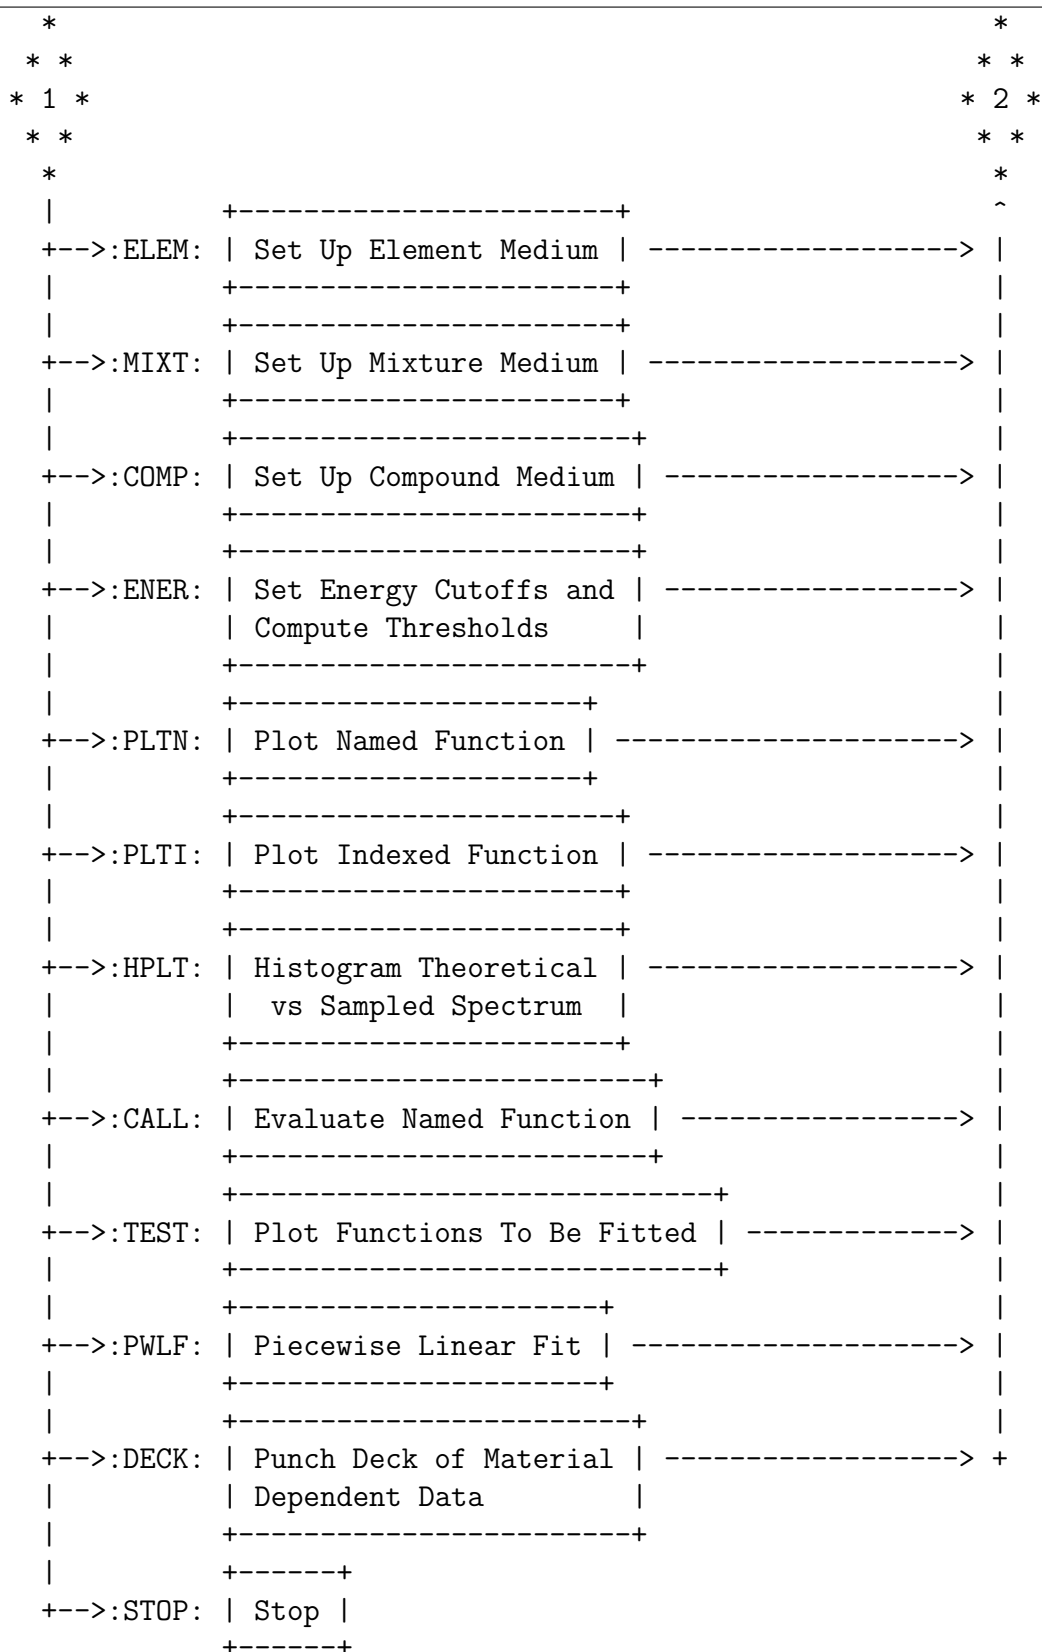 *                                                         *
  * *                                                       * *
 * 1 *                                                     * 2 *
  * *                                                       * *
   *                                                         *
   |          +-----------------------+                      ^
   +-->:ELEM: | Set Up Element Medium | -------------------> |
   |          +-----------------------+                      |
   |          +-----------------------+                      |
   +-->:MIXT: | Set Up Mixture Medium | -------------------> |
   |          +-----------------------+                      |
   |          +------------------------+                     |
   +-->:COMP: | Set Up Compound Medium | ------------------> |
   |          +------------------------+                     |
   |          +------------------------+                     |
   +-->:ENER: | Set Energy Cutoffs and | ------------------> |
   |          | Compute Thresholds     |                     |
   |          +------------------------+                     |
   |          +---------------------+                        |
   +-->:PLTN: | Plot Named Function | ---------------------> |
   |          +---------------------+                        |
   |          +-----------------------+                      |
   +-->:PLTI: | Plot Indexed Function | -------------------> |
   |          +-----------------------+                      |
   |          +-----------------------+                      |
   +-->:HPLT: | Histogram Theoretical | -------------------> |
   |          |  vs Sampled Spectrum  |                      |
   |          +-----------------------+                      |
   |          +-------------------------+                    |
   +-->:CALL: | Evaluate Named Function | -----------------> |
   |          +-------------------------+                    |
   |          +-----------------------------+                |
   +-->:TEST: | Plot Functions To Be Fitted | -------------> |
   |          +-----------------------------+                |
   |          +----------------------+                       |
   +-->:PWLF: | Piecewise Linear Fit | --------------------> |
   |          +----------------------+                       |
   |          +------------------------+                     |
   +-->:DECK: | Punch Deck of Material | ------------------> +
   |          | Dependent Data         |
   |          +------------------------+
   |          +------+
   +-->:STOP: | Stop |
              +------+